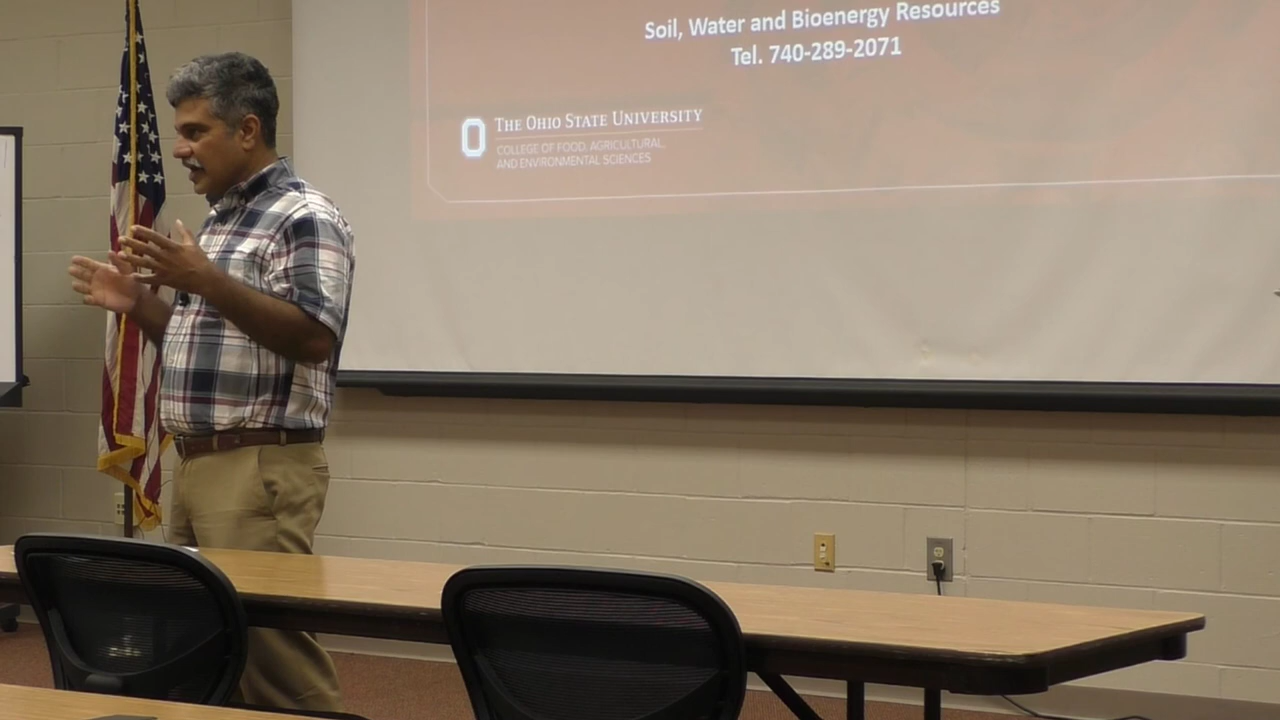 Soil, Water and Bioenergy Resources
Tel. 740-289-2071
THE OHIO STATE UNIVERSITY
COLLEGE OF FOOD, AGRICULTURAL,
AND ENVIRONMENTAL SCIENCES